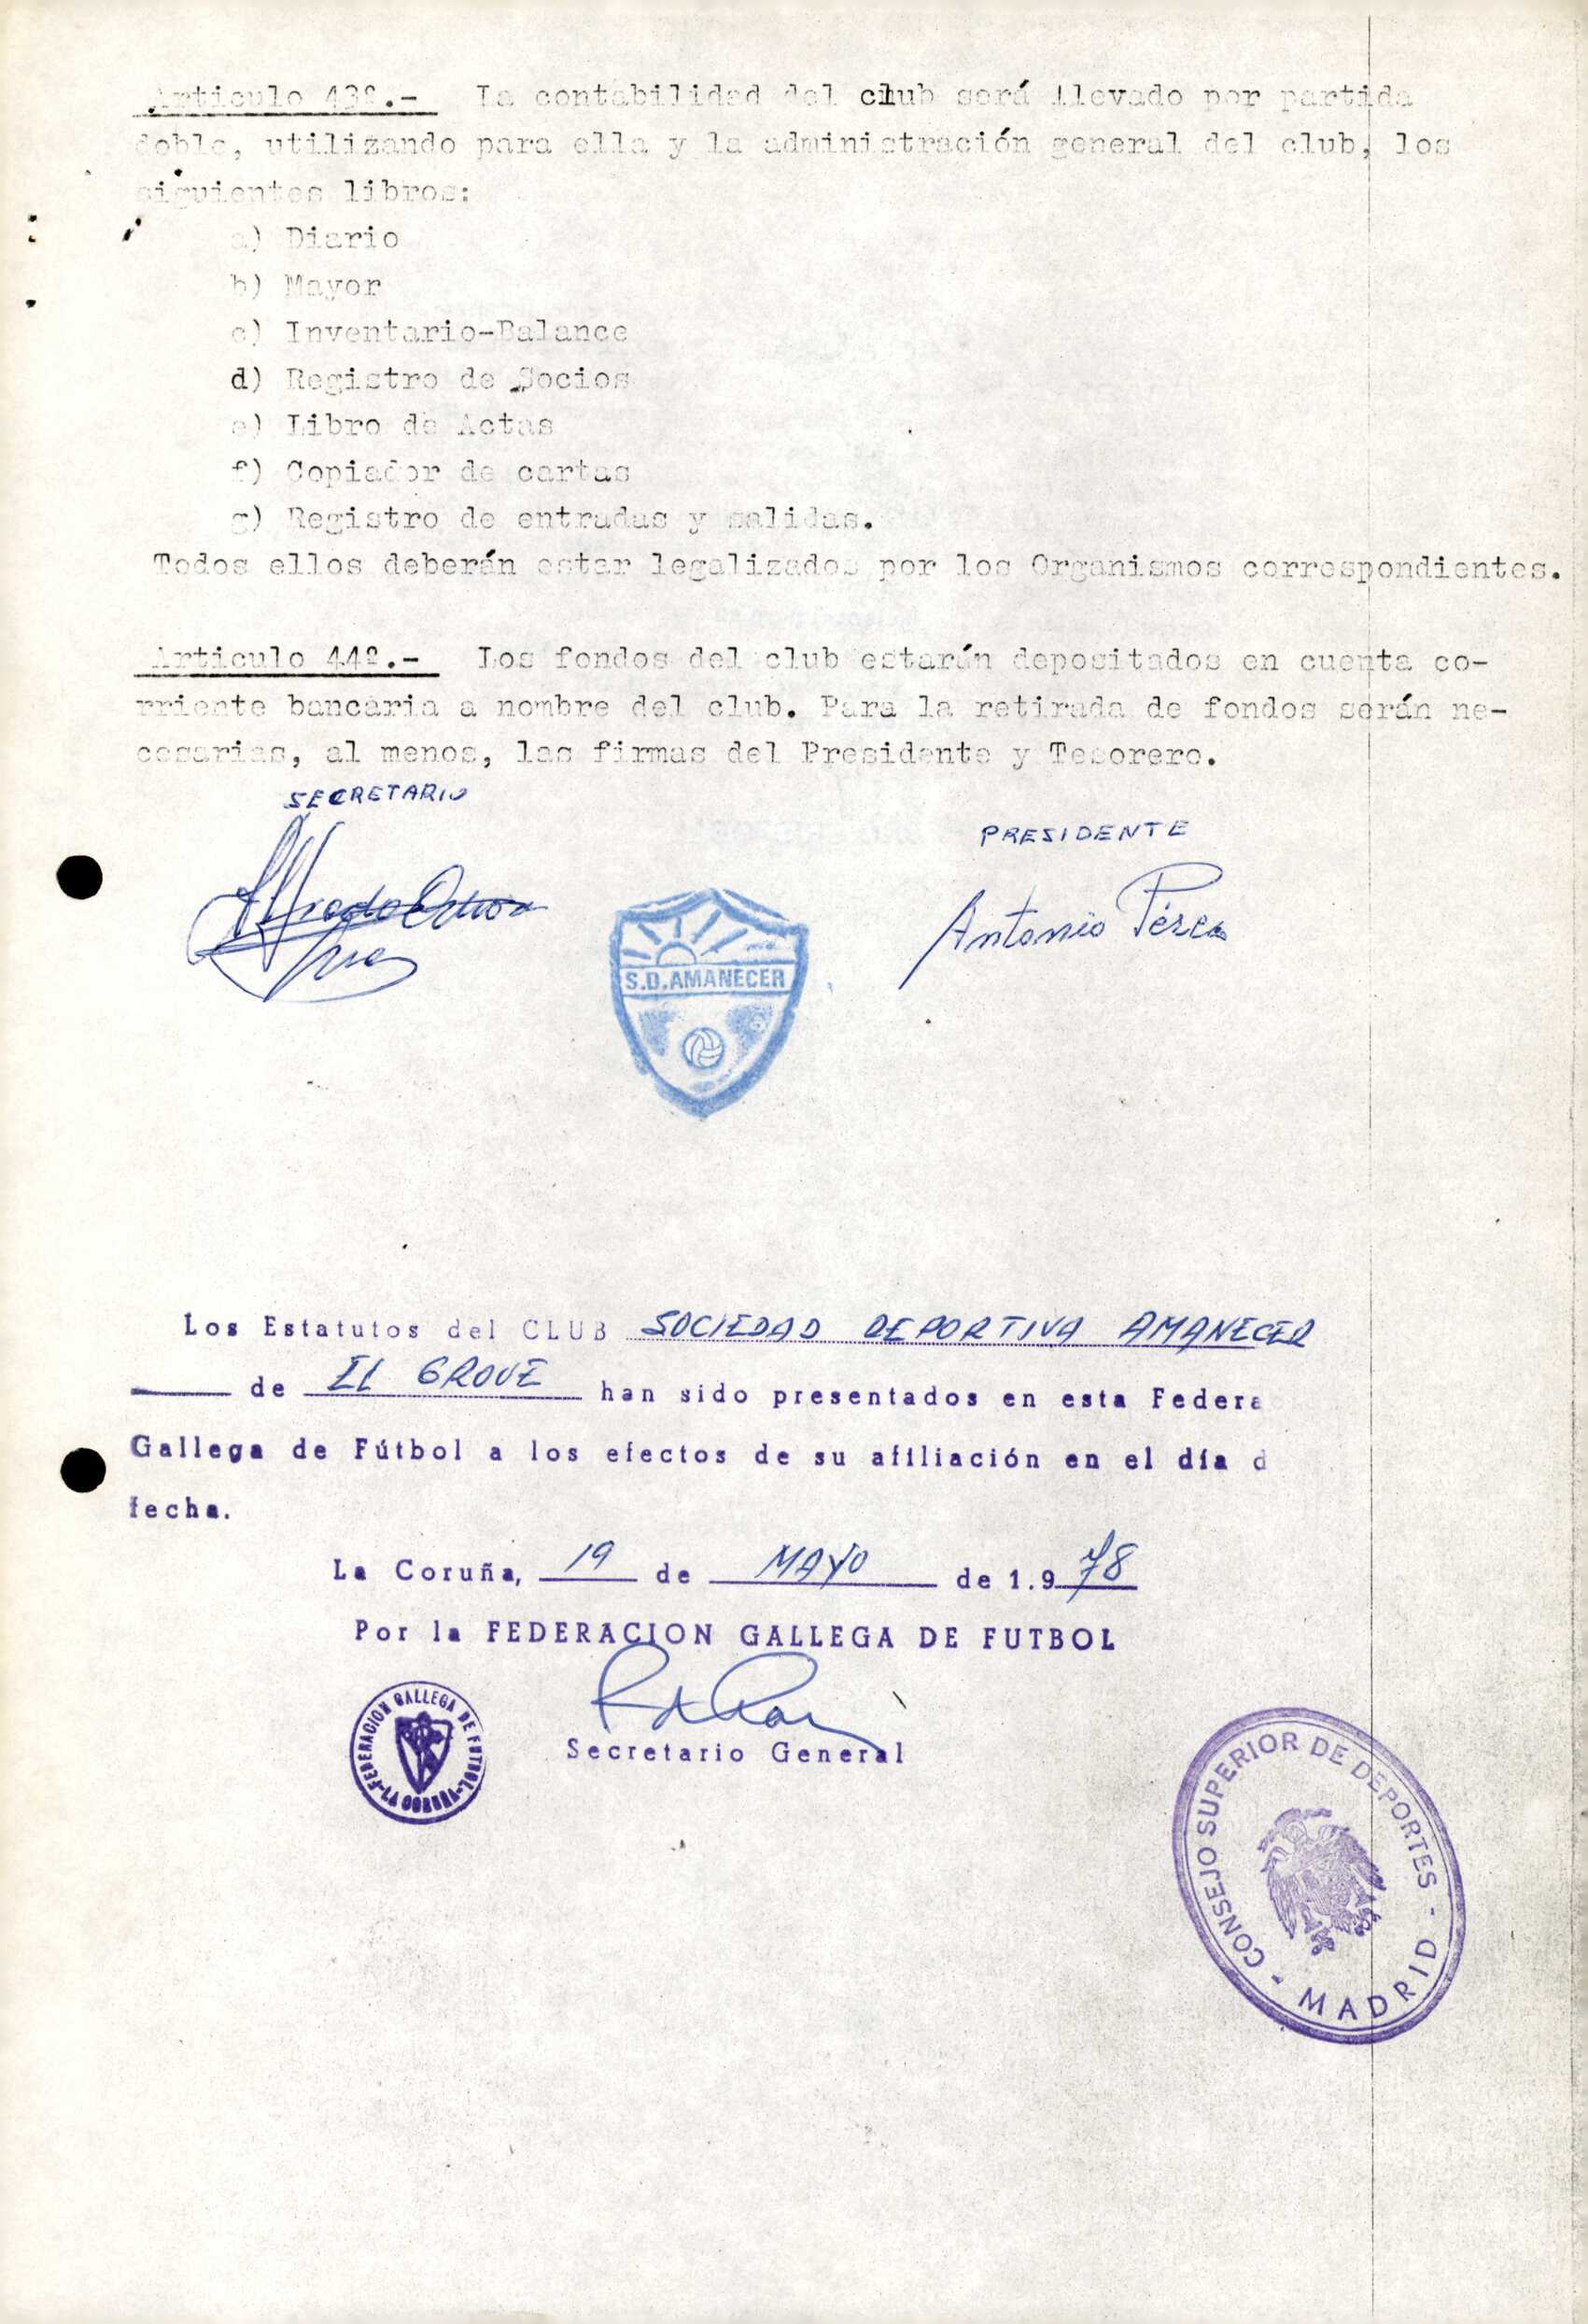 Articulo 43º.- La contabilidad del club será llevado por partida
doble, utilizando para ella y la administración general del club, los
siguientes libros:
a) Diario
b) Mayor
c) Inventario-Balance
d) Registro de Socios
e) Libro de Actas
f) Copiador de cartas
g) Registro de entradas y salidas.
Todos ellos deberán estar legalizados por los Organismos correspondientes.
Articulo 44º.- Los fondos del club estarán depositados en cuenta co-
rriente bancaria a nombre del club. Para la retirada de fondos serán ne-
cesarias, al menos, las firmas del Presidente y Tesorero.
SECRETARIO
PRESIDENTE
Alfredo
Antonio Pérez
S.D. AMANECER
Los Estatutos del CLUB SOCIEDAD DEPORTIVA AMANECER
de EL GROVE han sido presentados en esta Federa
Gallega de Fútbol a los efectos de su afiliación en el día d
fecha.
La Coruña, 19 de MAYO de 1.978
Por la FEDERACION GALLEGA DE FUTBOL
Secretario General
FEDERACION GALLEGA DE FUTBOL - LA CORUÑA -
CONSEJO SUPERIOR DE DEPORTES - MADRID -